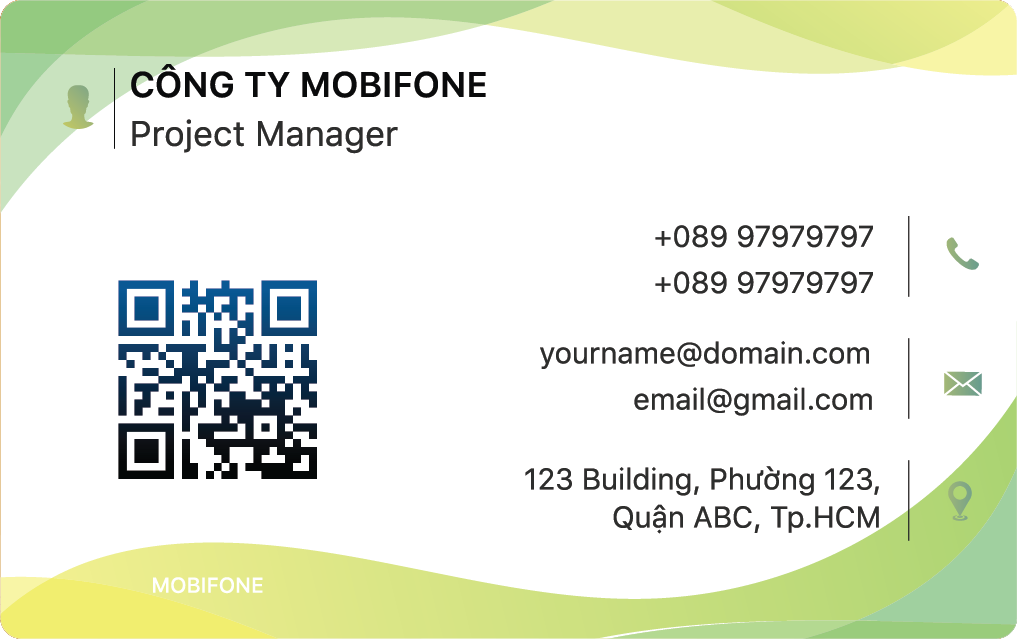 CÔNG TY MOBIFONE
Project Manager
+089 97979797
+089 97979797
yourname@domain.com
email@gmail.com
123 Building, Phường 123,
Quận ABC, Tp.HCM
MOBIFONE